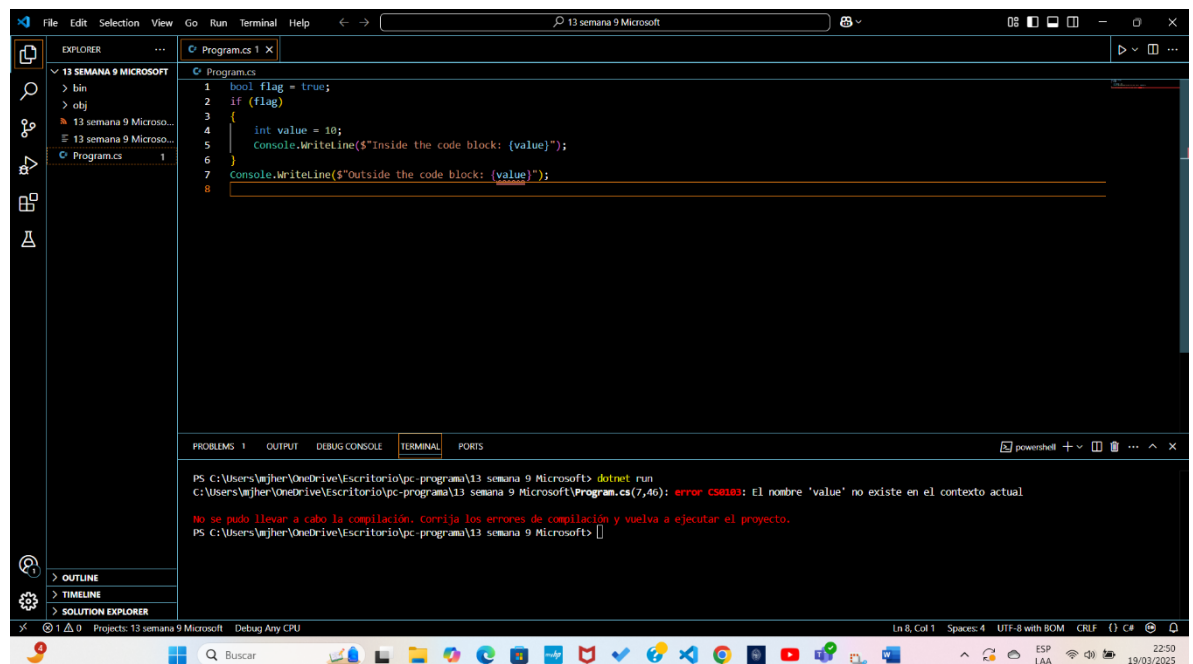 File Edit Selection View Go Run Terminal Help
13 semana 9 Microsoft
EXPLORER
Program.cs 1
13 SEMANA 9 MICROSOFT
bin
obj
13 semana 9 Microso...
13 semana 9 Microso...
Program.cs 1
Program.cs
1 bool flag = true;
2 if (flag)
3 {
4 int value = 10;
5 Console.WriteLine($"Inside the code block: {value}");
6 }
7 Console.WriteLine($"Outside the code block: {value}");
8
PROBLEMS 1 OUTPUT DEBUG CONSOLE TERMINAL PORTS
powershell
PS C:\Users\mjher\OneDrive\Escritorio\pc-programa\13 semana 9 Microsoft> dotnet run
C:\Users\mjher\OneDrive\Escritorio\pc-programa\13 semana 9 Microsoft\Program.cs(7,46): error CS0103: El nombre 'value' no existe en el contexto actual
No se pudo llevar a cabo la compilación. Corrija los errores de compilación y vuelva a ejecutar el proyecto.
PS C:\Users\mjher\OneDrive\Escritorio\pc-programa\13 semana 9 Microsoft>
OUTLINE
TIMELINE
SOLUTION EXPLORER
1 0 Projects: 13 semana 9 Microsoft Debug Any CPU
Ln 8, Col 1 Spaces: 4 UTF-8 with BOM CRLF {} C#
9
Buscar
ESP
LAA
22:50
19/03/2025